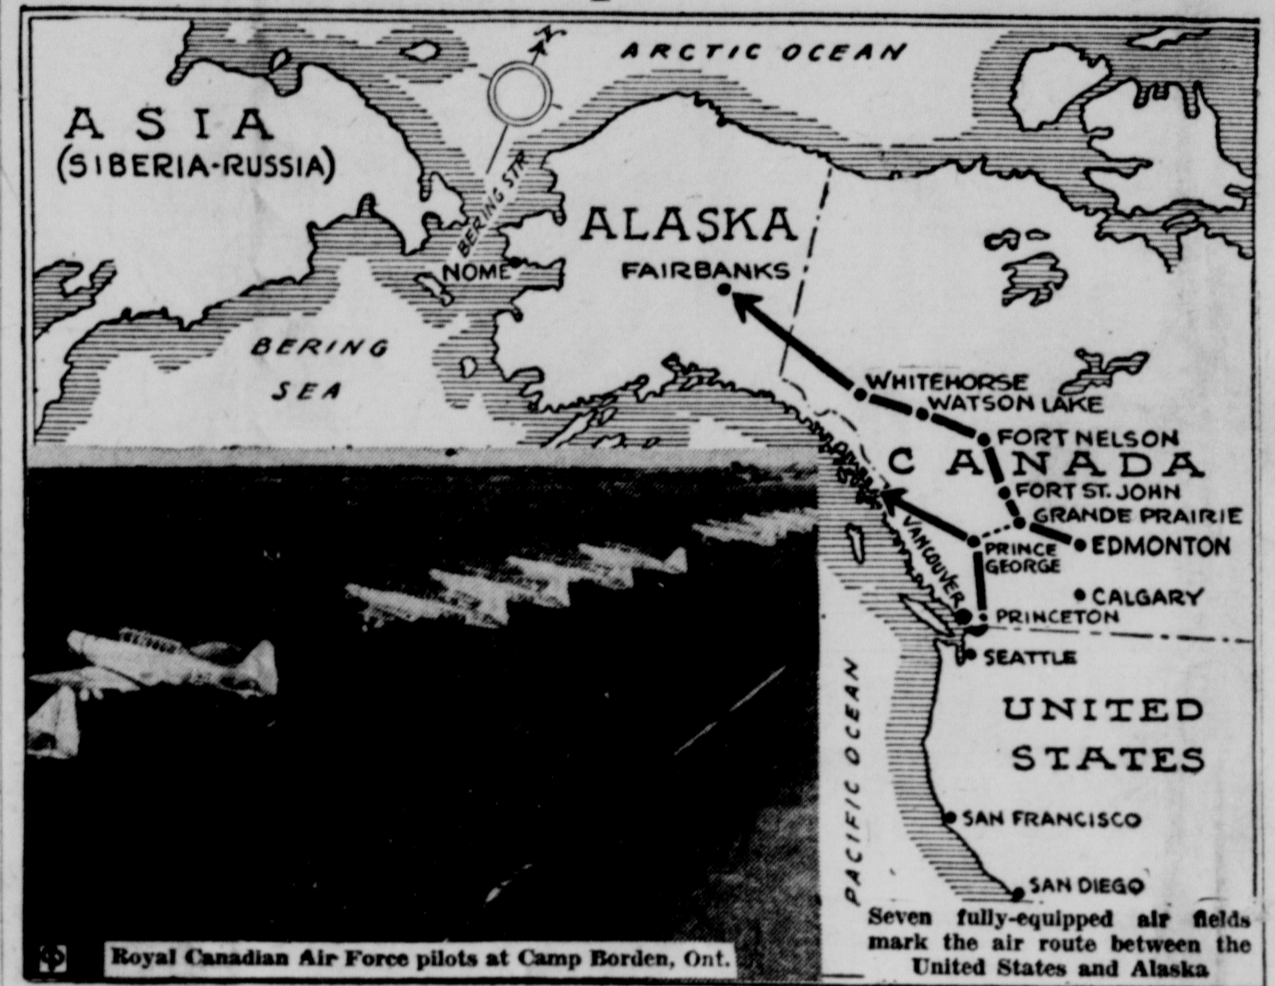 ARCTIC OCEAN
N
ASIA
(SIBERIA-RUSSIA)
BERING STR
ALASKA
NOME
FAIRBANKS
BERING
SEA
WHITEHORSE
WATSON LAKE
FORT NELSON
CANADA
FORT ST. JOHN
GRANDE PRAIRIE
PRINCE
GEORGE
EDMONTON
VANCOUVER
CALGARY
PRINCETON
SEATTLE
UNITED
STATES
PACIFIC OCEAN
SAN FRANCISCO
SAN DIEGO
Seven fully-equipped air fields
mark the air route between the
United States and Alaska
Royal Canadian Air Force pilots at Camp Borden, Ont.